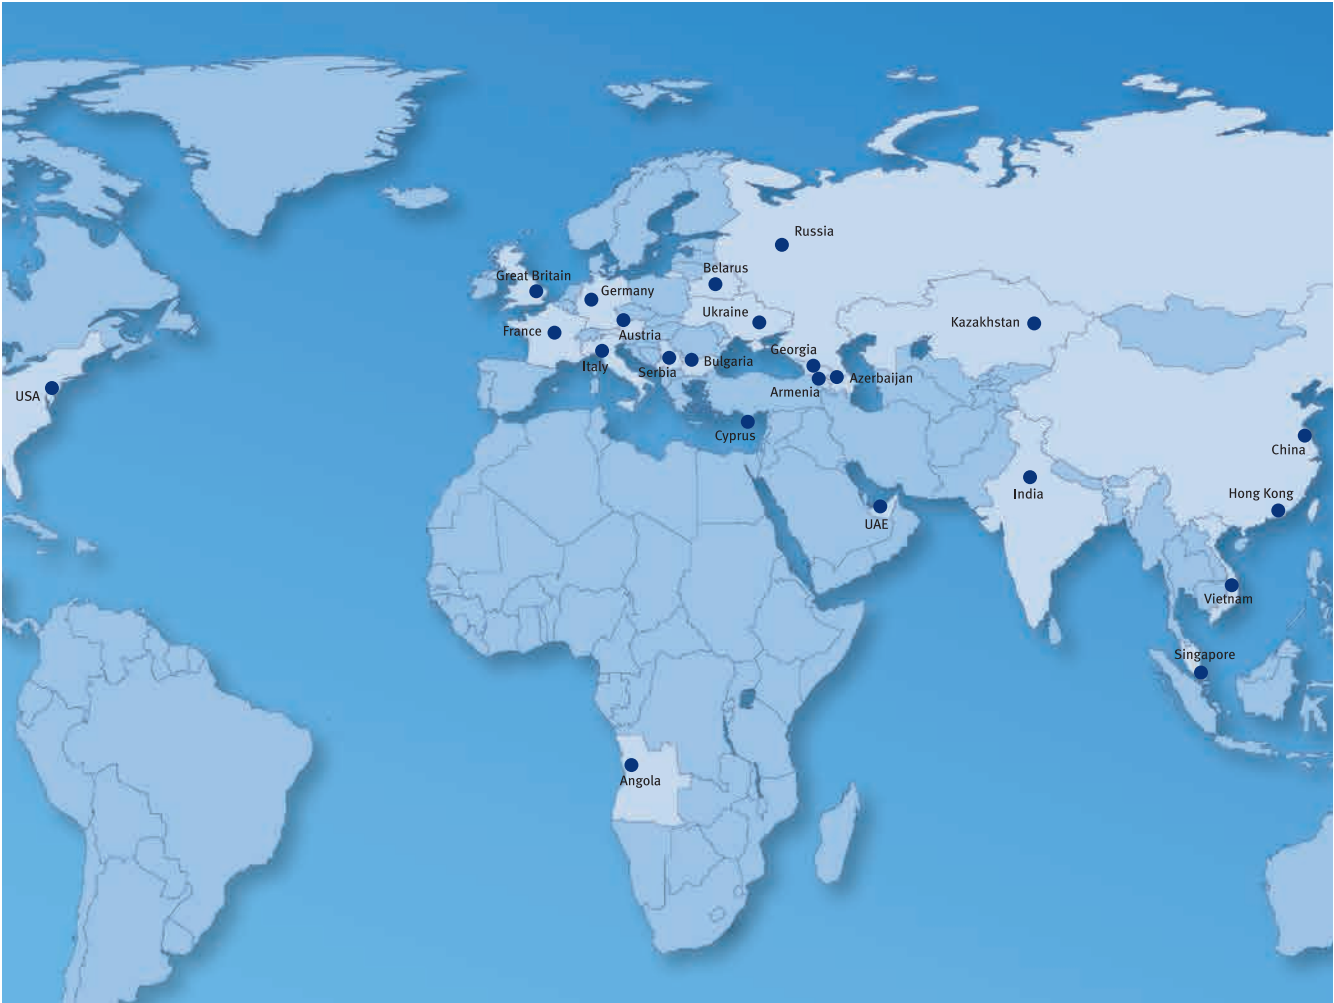 Russia
Belarus
Great Britain
Germany
Ukraine
Kazakhstan
France
Austria
Georgia
Italy
Serbia
Bulgaria
Azerbaijan
Armenia
USA
Cyprus
China
India
Hong Kong
UAE
Vietnam
Singapore
Angola